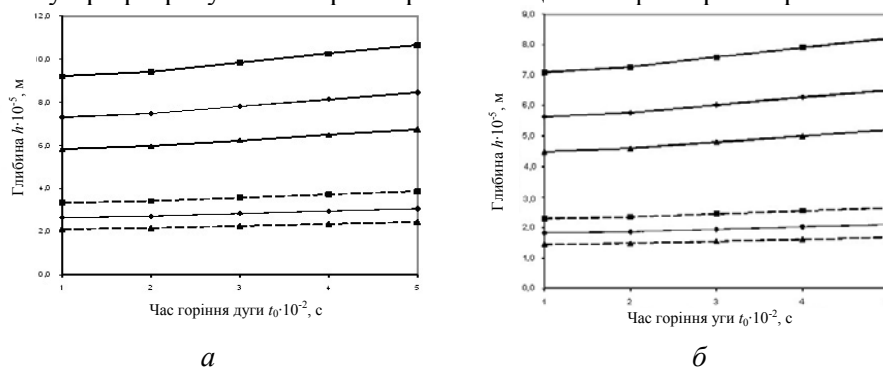 12,0
10,0
8,0
6,0
4,0
2,0
0,0
Глибина h·10⁻⁵, м
1 2 3 4 5
Час горіння дуги t₀·10⁻², с
а
9,0
8,0
7,0
6,0
5,0
4,0
3,0
2,0
1,0
0,0
Глибина h·10⁻⁵, м
1 2 3 4
Час горіння уги t₀·10⁻², с
б